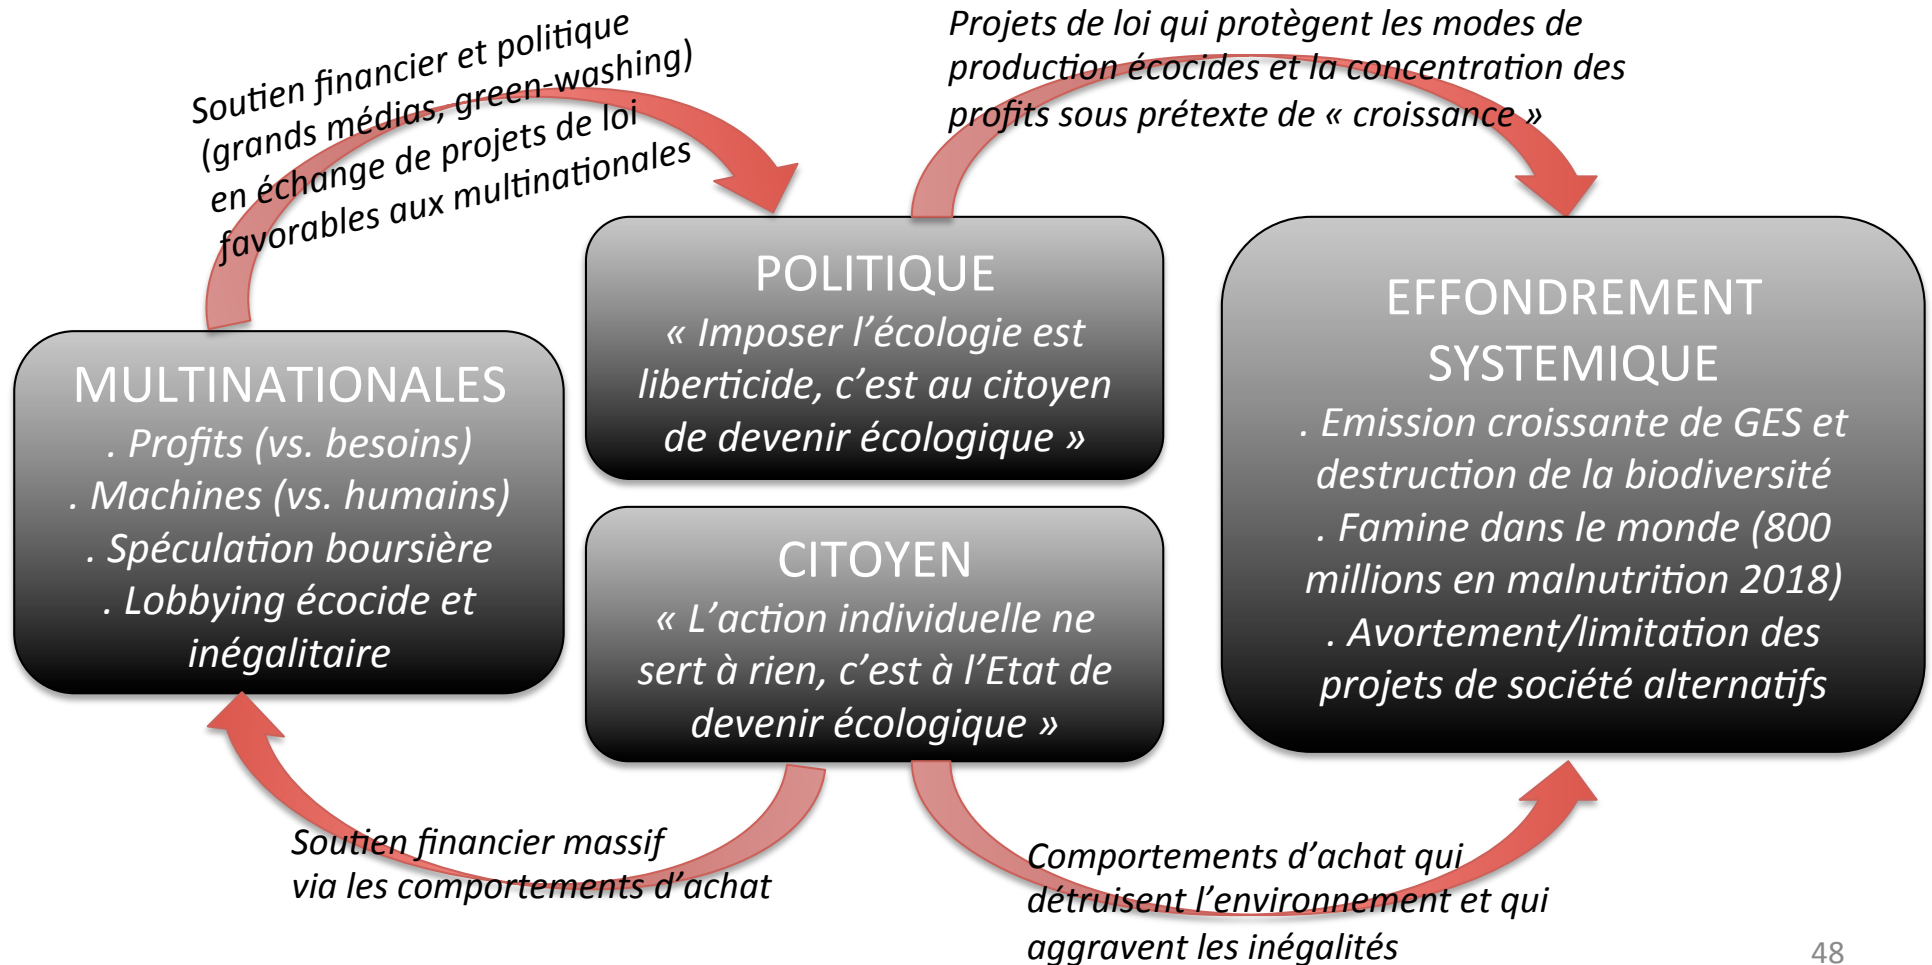 Soutien financier et politique
(grands médias, green-washing)
en échange de projets de loi
favorables aux multinationales
Projets de loi qui protègent les modes de
production écocides et la concentration des
profits sous prétexte de « croissance »
MULTINATIONALES
. Profits (vs. besoins)
. Machines (vs. humains)
. Spéculation boursière
. Lobbying écocide et
inégalitaire
POLITIQUE
« Imposer l’écologie est
liberticide, c’est au citoyen
de devenir écologique »
CITOYEN
« L’action individuelle ne
sert à rien, c’est à l’Etat de
devenir écologique »
EFFONDREMENT
SYSTEMIQUE
. Emission croissante de GES et
destruction de la biodiversité
. Famine dans le monde (800
millions en malnutrition 2018)
. Avortement/limitation des
projets de société alternatifs
Soutien financier massif
via les comportements d’achat
Comportements d’achat qui
détruisent l’environnement et qui
aggravent les inégalités
48